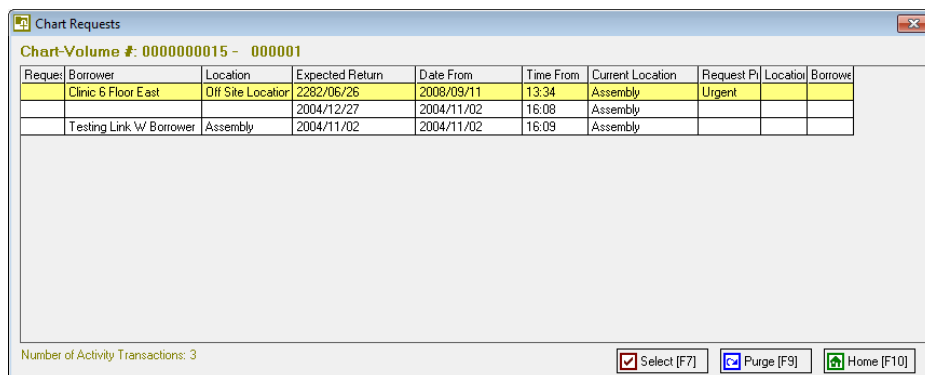 Chart Requests
Chart-Volume #: 0000000015 - 000001
Reques Borrower Location Expected Return Date From Time From Current Location Request Pr Location Borrowe
Clinic 6 Floor East Off Site Location 2282/06/26 2008/09/11 13:34 Assembly Urgent
2004/12/27 2004/11/02 16:08 Assembly
Testing Link W Borrower Assembly 2004/11/02 2004/11/02 16:09 Assembly
Number of Activity Transactions: 3
Select [F7] Purge [F9] Home [F10]